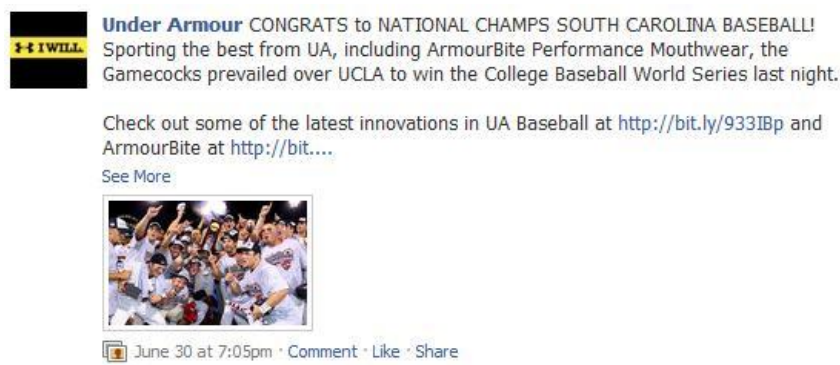 I WILL.
Under Armour CONGRATS to NATIONAL CHAMPS SOUTH CAROLINA BASEBALL!
Sporting the best from UA, including ArmourBite Performance Mouthwear, the
Gamecocks prevailed over UCLA to win the College Baseball World Series last night.
Check out some of the latest innovations in UA Baseball at http://bit.ly/933IBp and
ArmourBite at http://bit....
See More
June 30 at 7:05pm · Comment · Like · Share